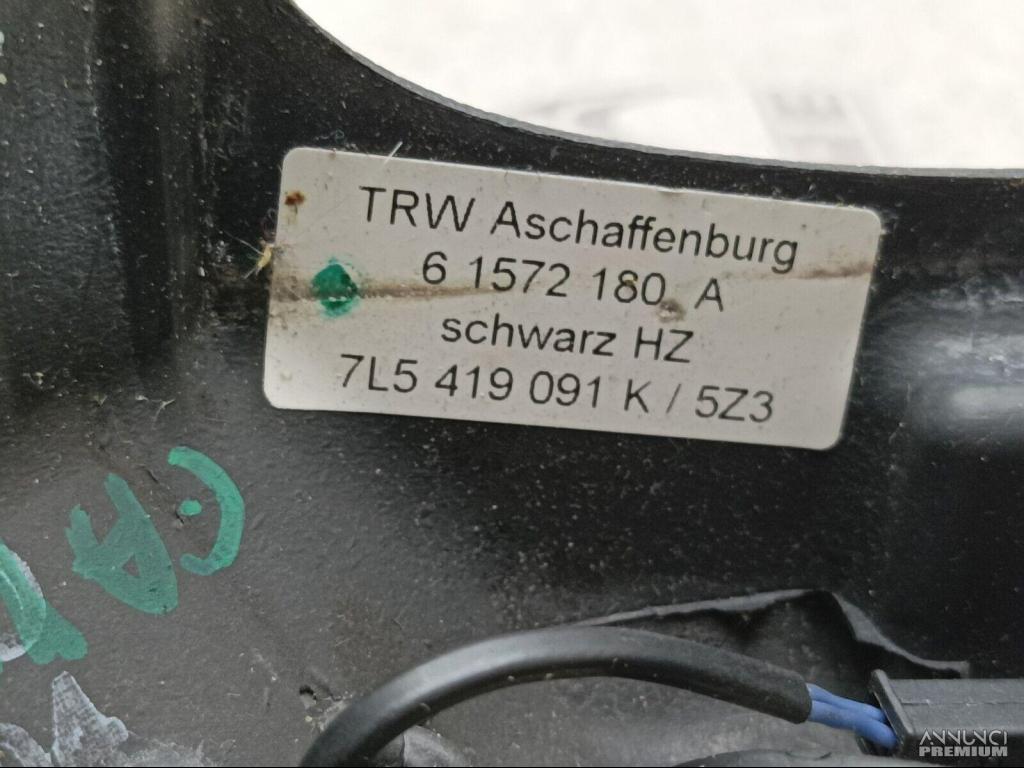 TRW Aschaffenburg
6 1572 180 A
schwarz HZ
7L5 419 091 K / 5Z3
ANNUNCI
PREMIUM